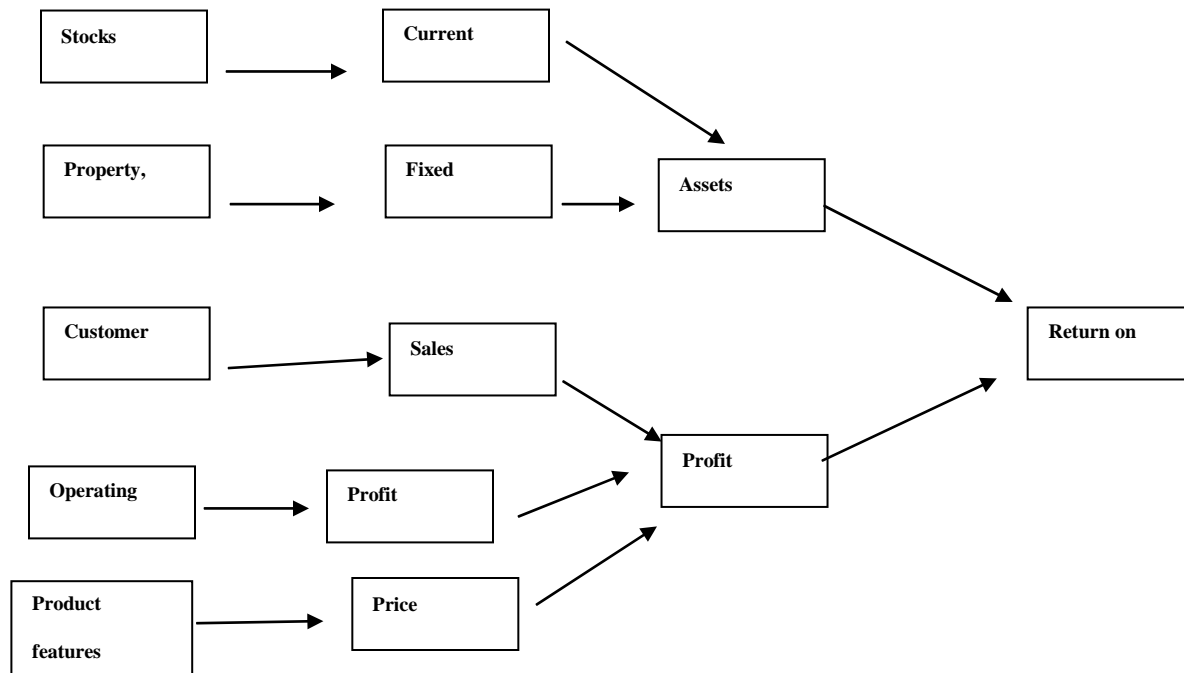 Stocks
Current
Property,
Fixed
Assets
Customer
Sales
Return on
Profit
Operating
Profit
Product
features
Price